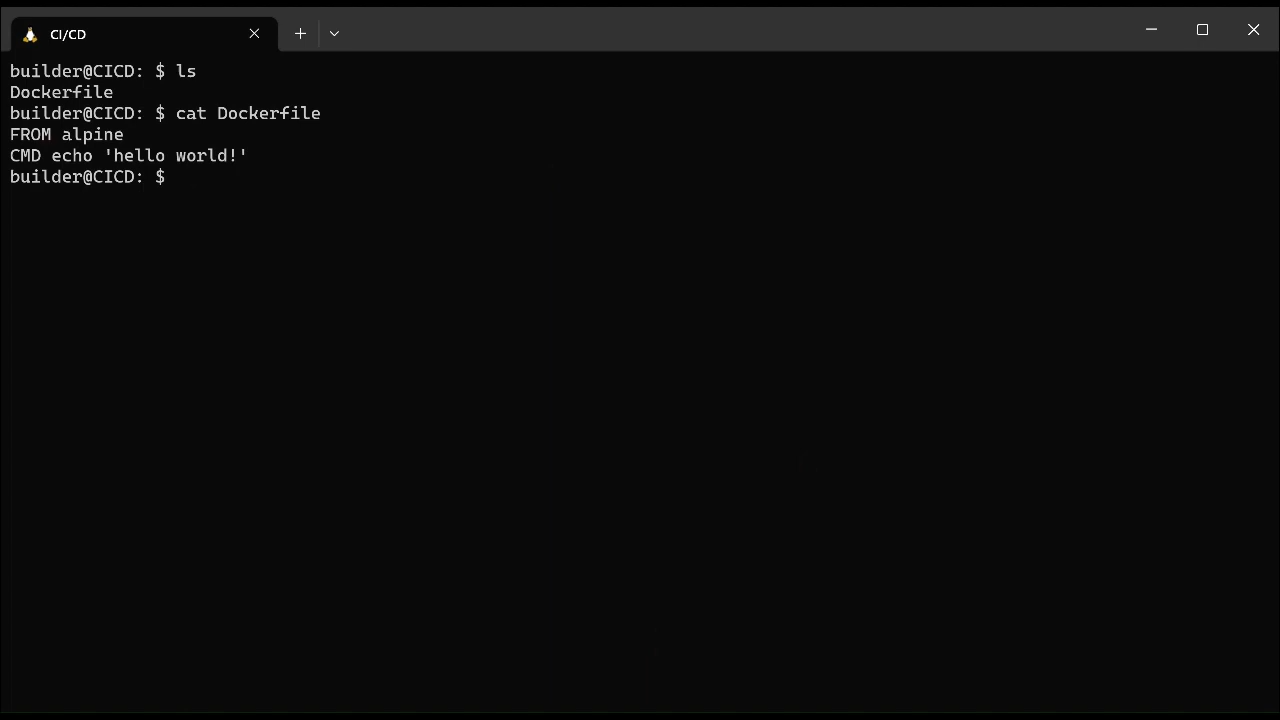 CI/CD
builder@CICD: $ ls
Dockerfile
builder@CICD: $ cat Dockerfile
FROM alpine
CMD echo 'hello world!'
builder@CICD: $